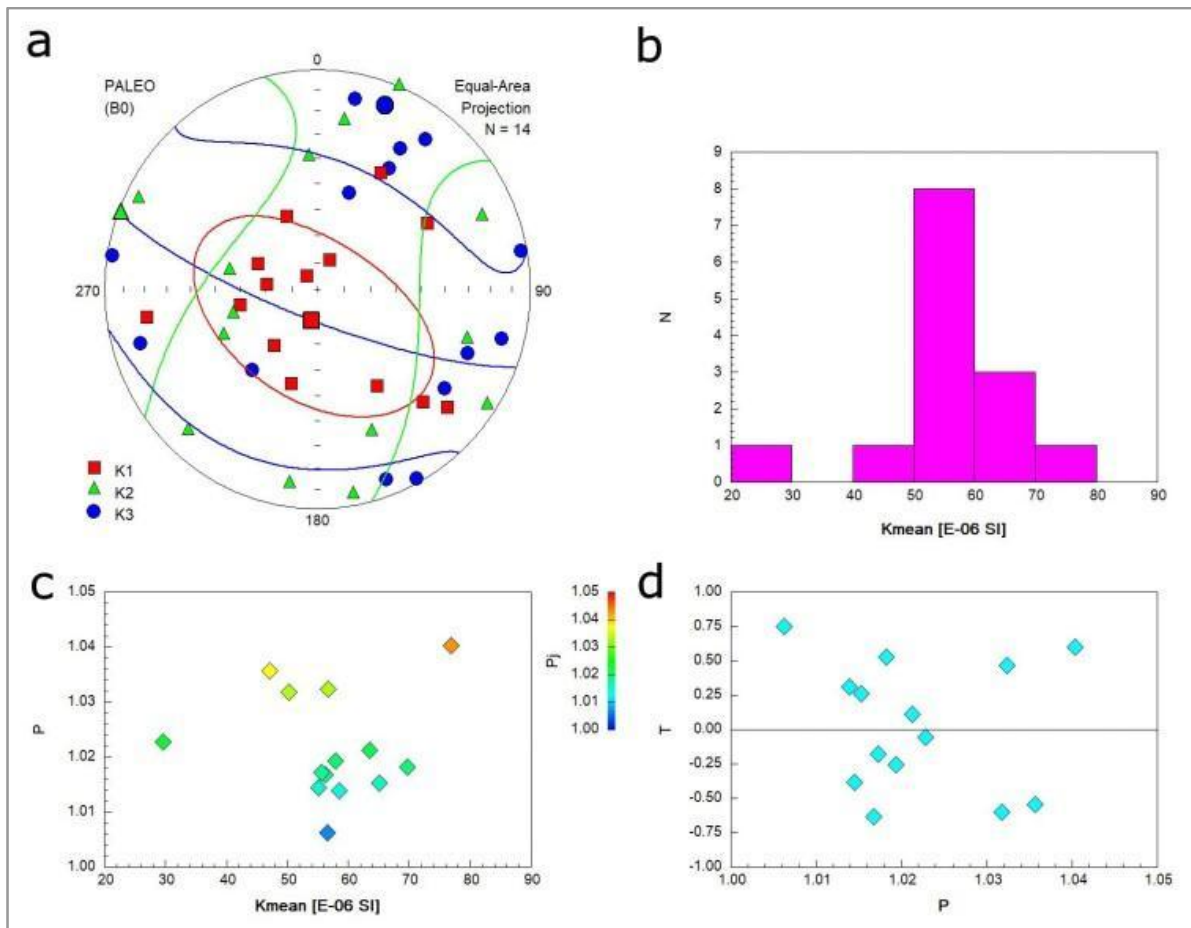 a
PALEO
(B0)
0
Equal-Area
Projection
N = 14
270
90
180
K1
K2
K3
b
9
8
7
6
5
4
3
2
1
0
N
20 30 40 50 60 70 80 90
Kmean [E-06 SI]
c
1.05
1.04
1.03
1.02
1.01
1.00
P
20 30 40 50 60 70 80 90
Kmean [E-06 SI]
Pj
1.05
1.04
1.03
1.02
1.01
1.00
d
1.00
0.75
0.50
0.25
0.00
-0.25
-0.50
-0.75
-1.00
T
1.00 1.01 1.02 1.03 1.04 1.05
P